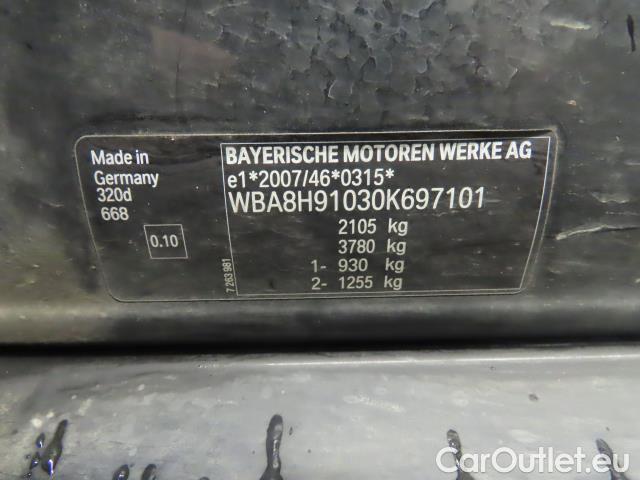 Made in
Germany
320d
668
0.10
7 263 981
BAYERISCHE MOTOREN WERKE AG
e1*2007/46*0315*
WBA8H91030K697101
2105 kg
3780 kg
1- 930 kg
2- 1255 kg
CarOutlet.eu